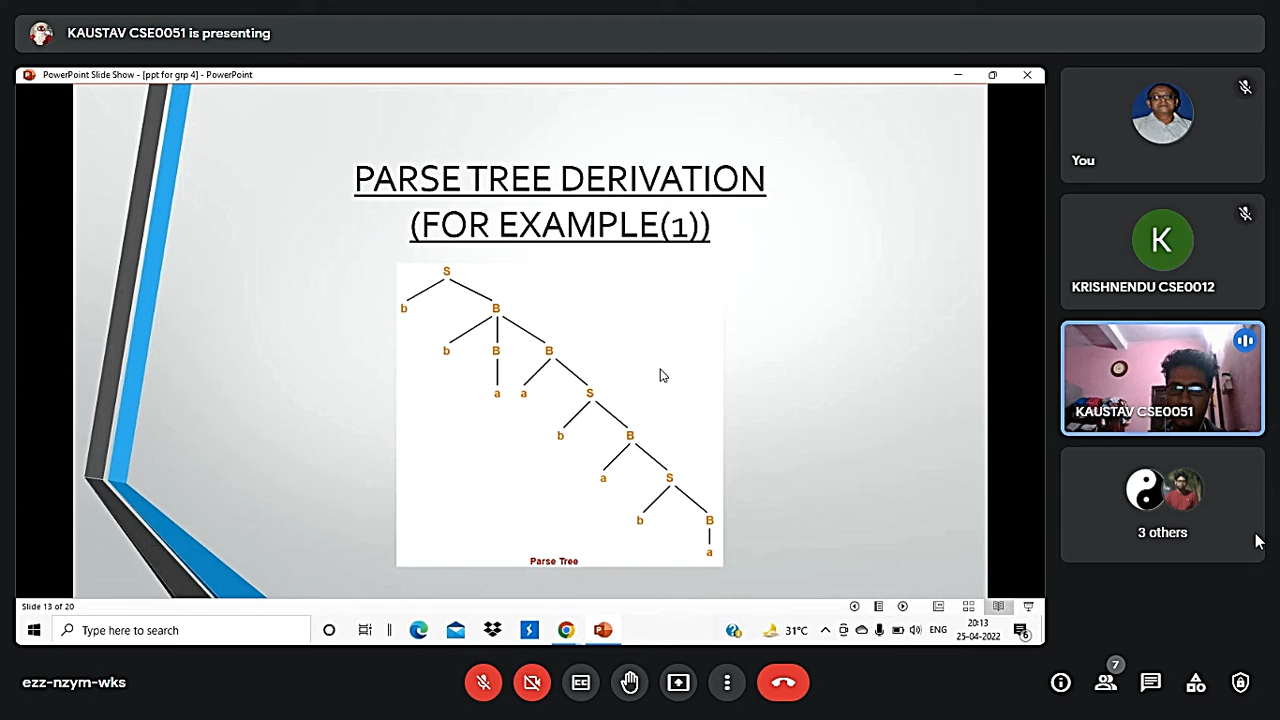 KAUSTAV CSE0051 is presenting
PowerPoint Slide Show - [ppt for grp 4] - PowerPoint
PARSE TREE DERIVATION
(FOR EXAMPLE(1))
S
b B
b B B
a a S
b B
a S
b B
a
Parse Tree
Slide 13 of 20
Type here to search
31°C
ENG
20:13
25-04-2022
6
You
K
KRISHNENDU CSE0012
KAUSTAV CSE0051
3 others
ezz-nzym-wks
CC
7